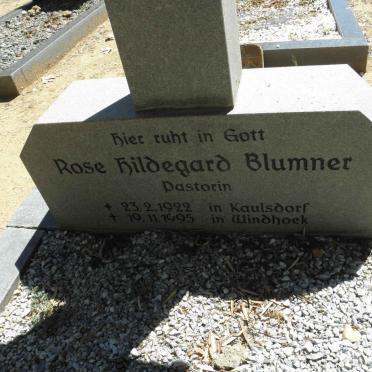 Hier ruht in Gott
Rose Hildegard Blumner
Pastorin
* 23.2.1922 in Kaulsdorf
† 19.11.1995 in Windhoek